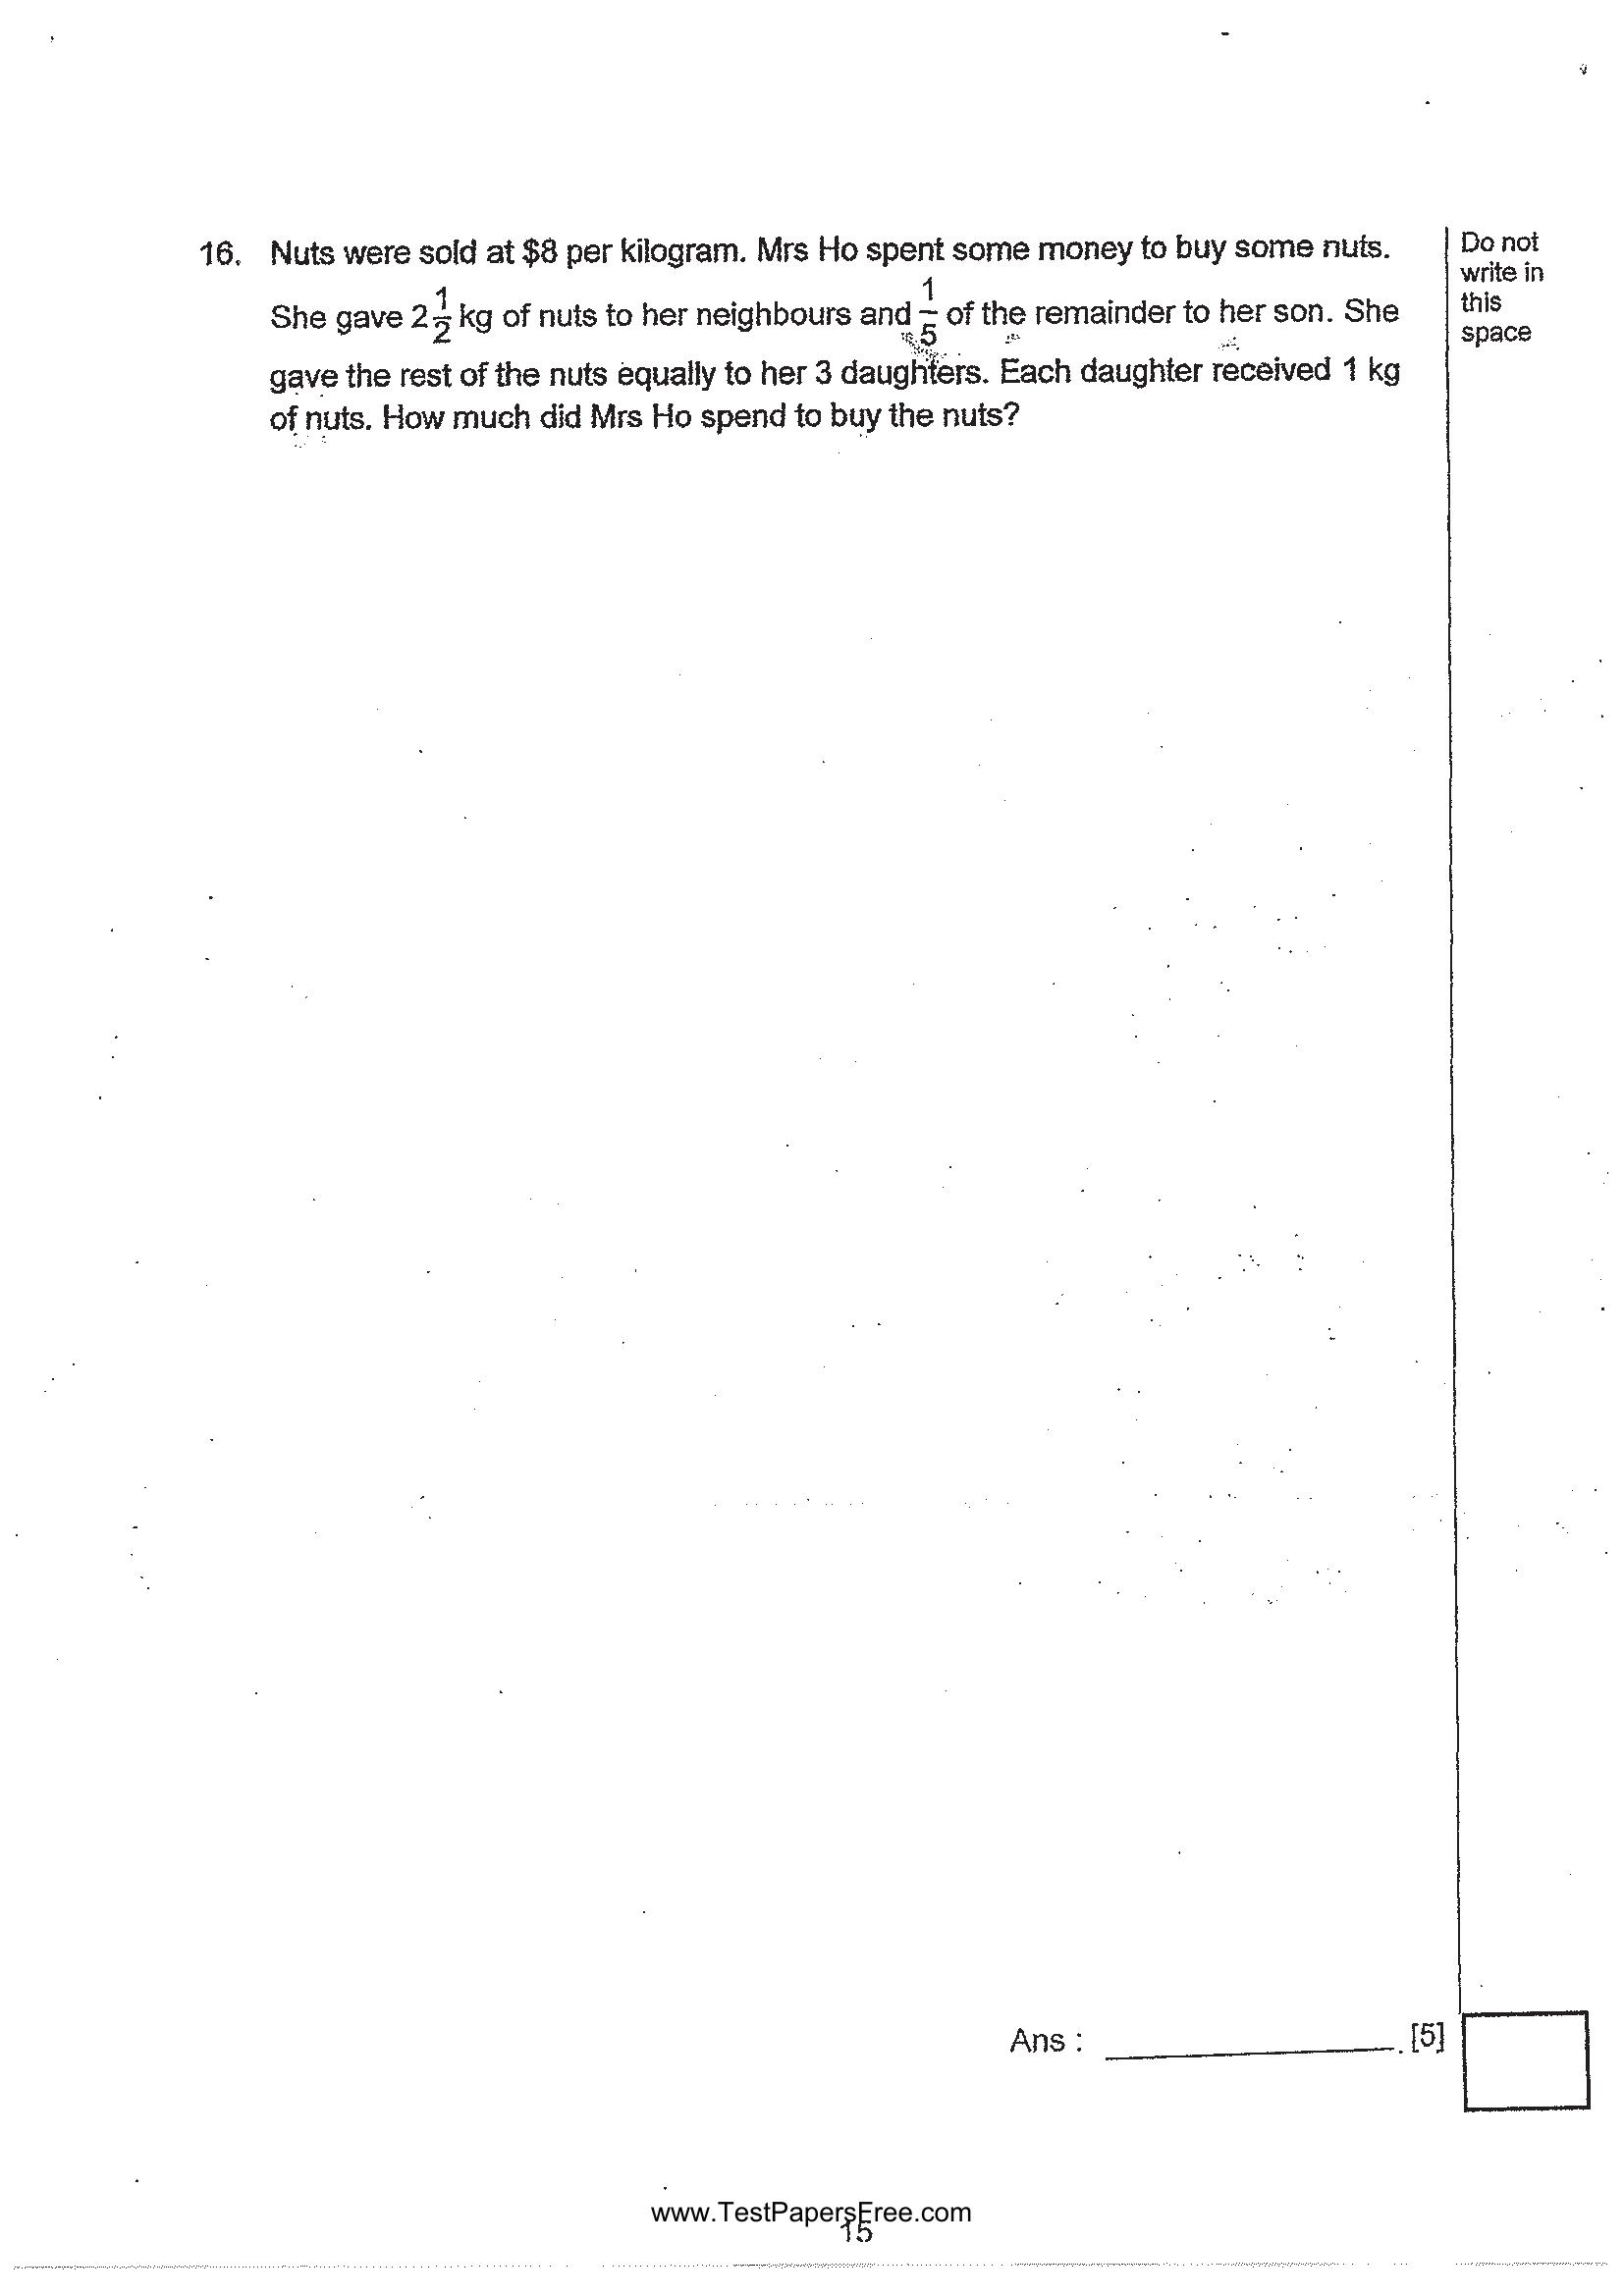 16. Nuts were sold at $8 per kilogram. Mrs Ho spent some money to buy some nuts.
She gave 2 1/2 kg of nuts to her neighbours and 1/5 of the remainder to her son. She
gave the rest of the nuts equally to her 3 daughters. Each daughter received 1 kg
of nuts. How much did Mrs Ho spend to buy the nuts?
Do not
write in
this
space
Ans : ____________ [5]
www.TestPapersFree.com
15